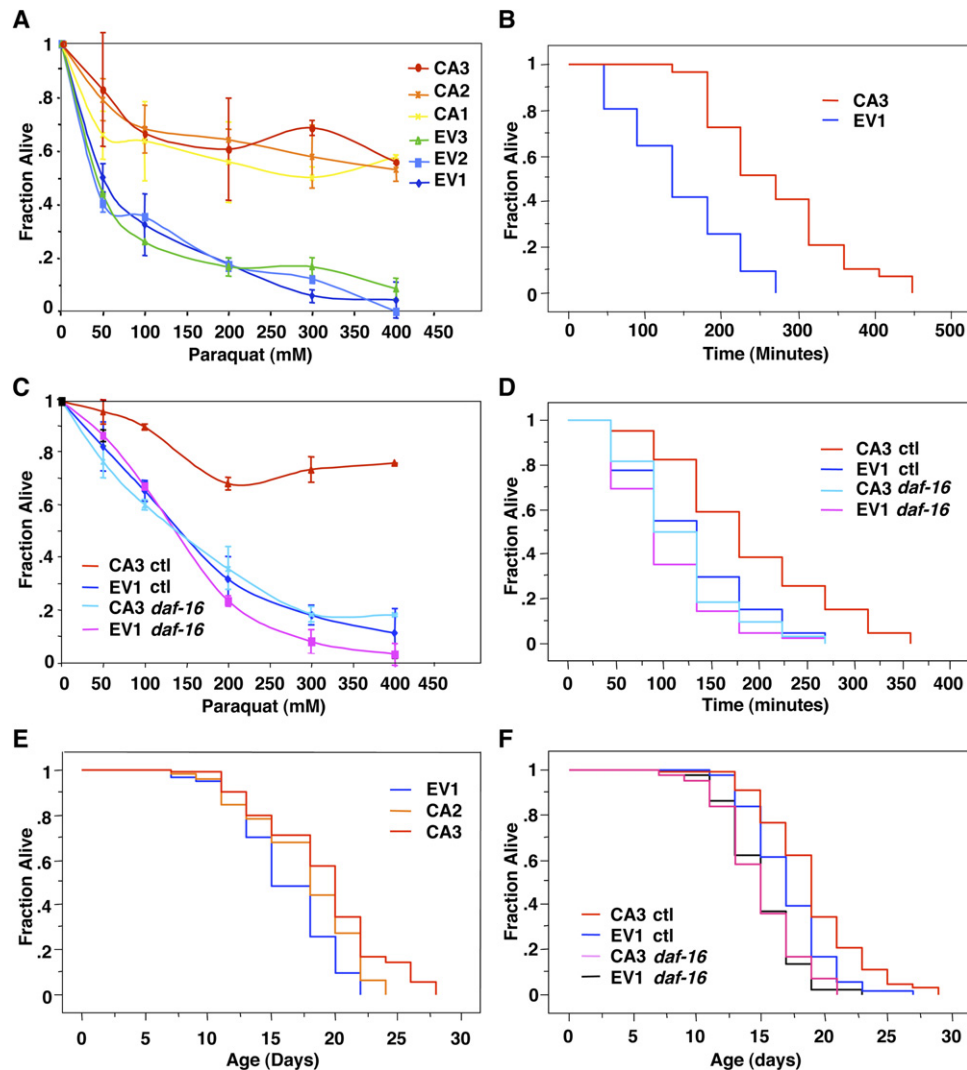 A
1
.8
.6
.4
.2
0
Fraction Alive
CA3
CA2
CA1
EV3
EV2
EV1
0 50 100 200 300 400 450
Paraquat (mM)
B
1
.8
.6
.4
.2
0
Fraction Alive
CA3
EV1
0 100 200 300 400 500
Time (Minutes)
C
1
.8
.6
.4
.2
0
Fraction Alive
CA3 ctl
EV1 ctl
CA3 daf-16
EV1 daf-16
0 50 100 200 300 400 450
Paraquat (mM)
D
1
.8
.6
.4
.2
0
Fraction Alive
CA3 ctl
EV1 ctl
CA3 daf-16
EV1 daf-16
0 50 100 150 200 250 300 350 400
Time (minutes)
E
1
.8
.6
.4
.2
0
Fraction Alive
EV1
CA2
CA3
0 5 10 15 20 25 30
Age (Days)
F
1
.8
.6
.4
.2
0
Fraction Alive
CA3 ctl
EV1 ctl
CA3 daf-16
EV1 daf-16
0 5 10 15 20 25 30
Age (days)